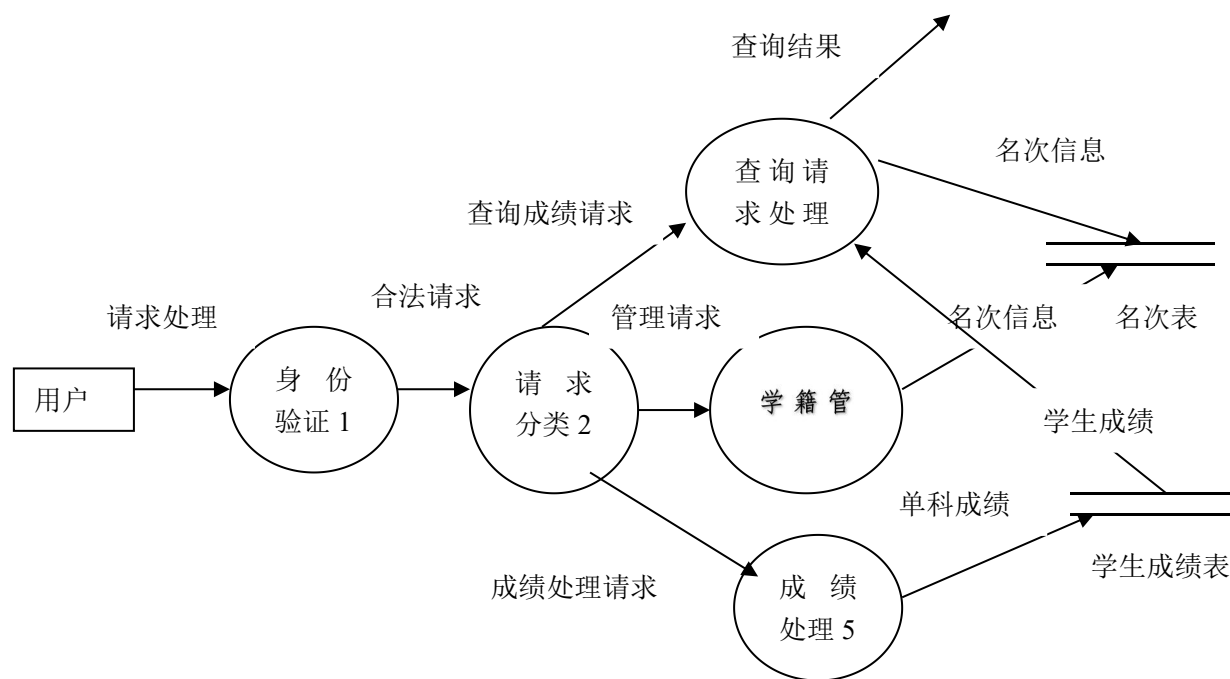 查询结果
查询请
求处理
名次信息
查询成绩请求
合法请求
管理请求
名次信息
名次表
请求处理
用户
身 份
验证 1
请 求
分类 2
学籍管
学生成绩
单科成绩
学生成绩表
成绩处理请求
成 绩
处理 5